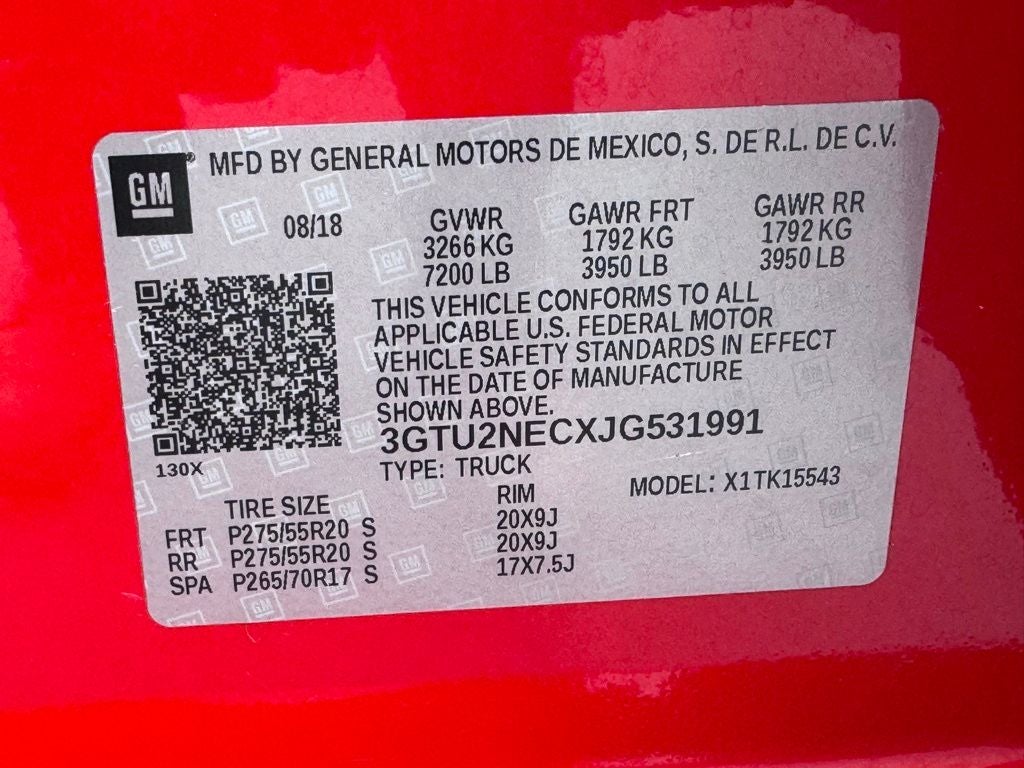 GM® MFD BY GENERAL MOTORS DE MEXICO, S. DE R.L. DE C.V.
08/18 GVWR GAWR FRT GAWR RR
3266 KG 1792 KG 1792 KG
7200 LB 3950 LB 3950 LB
THIS VEHICLE CONFORMS TO ALL
APPLICABLE U.S. FEDERAL MOTOR
VEHICLE SAFETY STANDARDS IN EFFECT
ON THE DATE OF MANUFACTURE
SHOWN ABOVE.
3GTU2NECXJG531991
130X TYPE: TRUCK
MODEL: X1TK15543
TIRE SIZE RIM
FRT P275/55R20 S 20X9J
RR P275/55R20 S 20X9J
SPA P265/70R17 S 17X7.5J